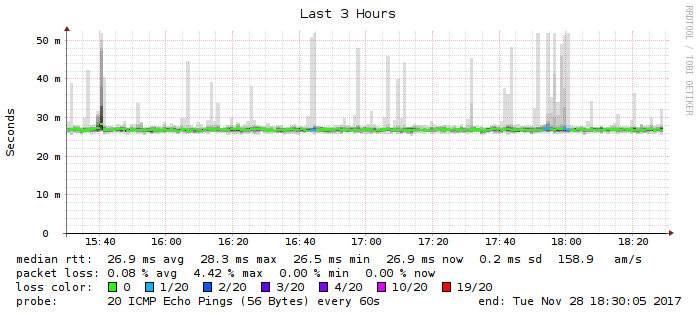 Last 3 Hours
RRDTOOL / TOBI OETIKER
Seconds
50 m
40 m
30 m
20 m
10 m
0
15:40 16:00 16:20 16:40 17:00 17:20 17:40 18:00 18:20
median rtt: 26.9 ms avg 28.3 ms max 26.5 ms min 26.9 ms now 0.2 ms sd 158.9 am/s
packet loss: 0.08 % avg 4.42 % max 0.00 % min 0.00 % now
loss color: 0 1/20 2/20 3/20 4/20 10/20 19/20
probe: 20 ICMP Echo Pings (56 Bytes) every 60s end: Tue Nov 28 18:30:05 2017